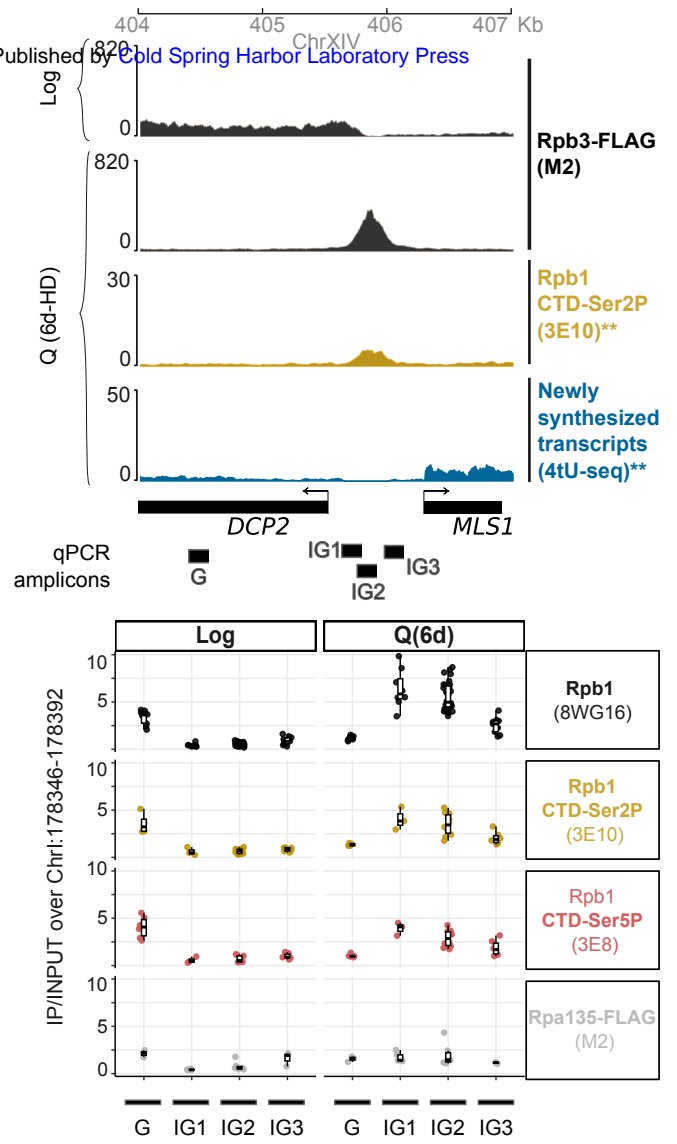 404 405 406 407 Kb
ChrXIV
Published by Cold Spring Harbor Laboratory Press
Log
820
0
Rpb3-FLAG
(M2)
Q (6d-HD)
820
0
30
0
Rpb1
CTD-Ser2P
(3E10)**
50
0
Newly
synthesized
transcripts
(4tU-seq)**
DCP2 MLS1
qPCR
amplicons
G IG1 IG2 IG3
Log Q(6d)
IP/INPUT over ChrI:178346-178392
10
5
Rpb1
(8WG16)
10
5
Rpb1
CTD-Ser2P
(3E10)
10
5
Rpb1
CTD-Ser5P
(3E8)
10
5
0
Rpa135-FLAG
(M2)
G IG1 IG2 IG3 G IG1 IG2 IG3